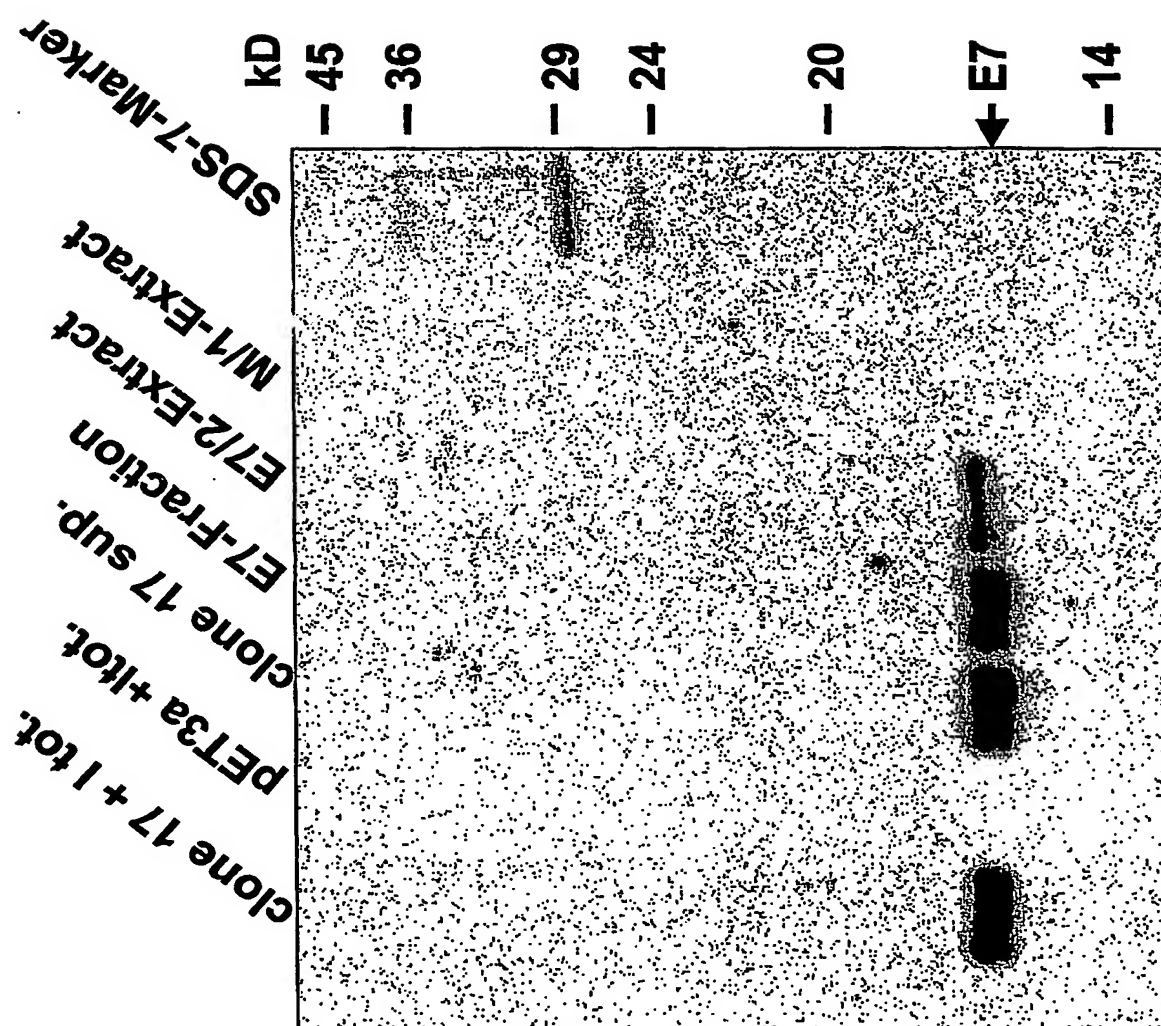 SDS-7-Marker
M/1-Extract
E7/2-Extract
E7-Fraction
clone 17 sup.
pET3a +Itot.
clone 17 + I tot.
kD
45
36
29
24
20
E7
14